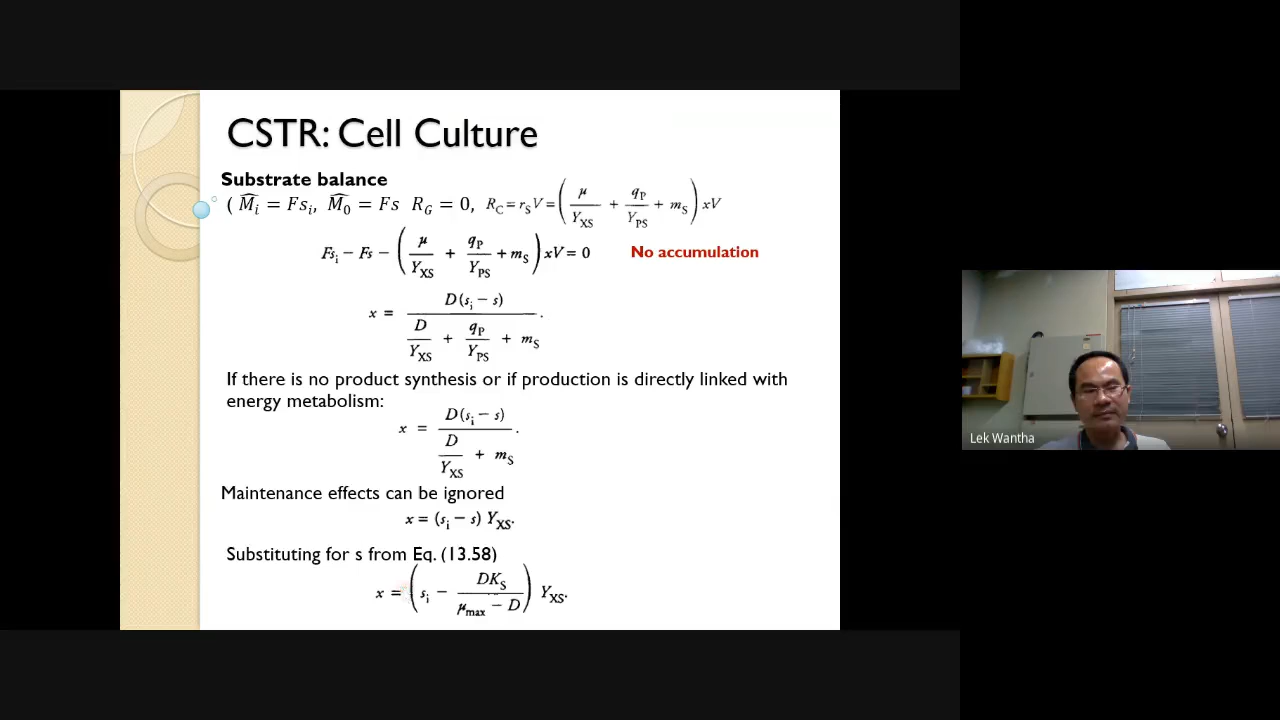 CSTR: Cell Culture
Substrate balance
( M̂ᵢ = Fsᵢ, M̂₀ = Fs R_G = 0, R_C = r_S V = ( μ/Y_XS + q_P/Y_PS + m_S ) xV
Fsᵢ − Fs − ( μ/Y_XS + q_P/Y_PS + m_S ) xV = 0 No accumulation
x = D(sᵢ − s) / ( D/Y_XS + q_P/Y_PS + m_S ) .
If there is no product synthesis or if production is directly linked with
energy metabolism:
x = D(sᵢ − s) / ( D/Y_XS + m_S ) .
Maintenance effects can be ignored
x = (sᵢ − s) Y_XS.
Substituting for s from Eq. (13.58)
x = ( sᵢ − DK_S / (μ_max − D) ) Y_XS.
Lek Wantha